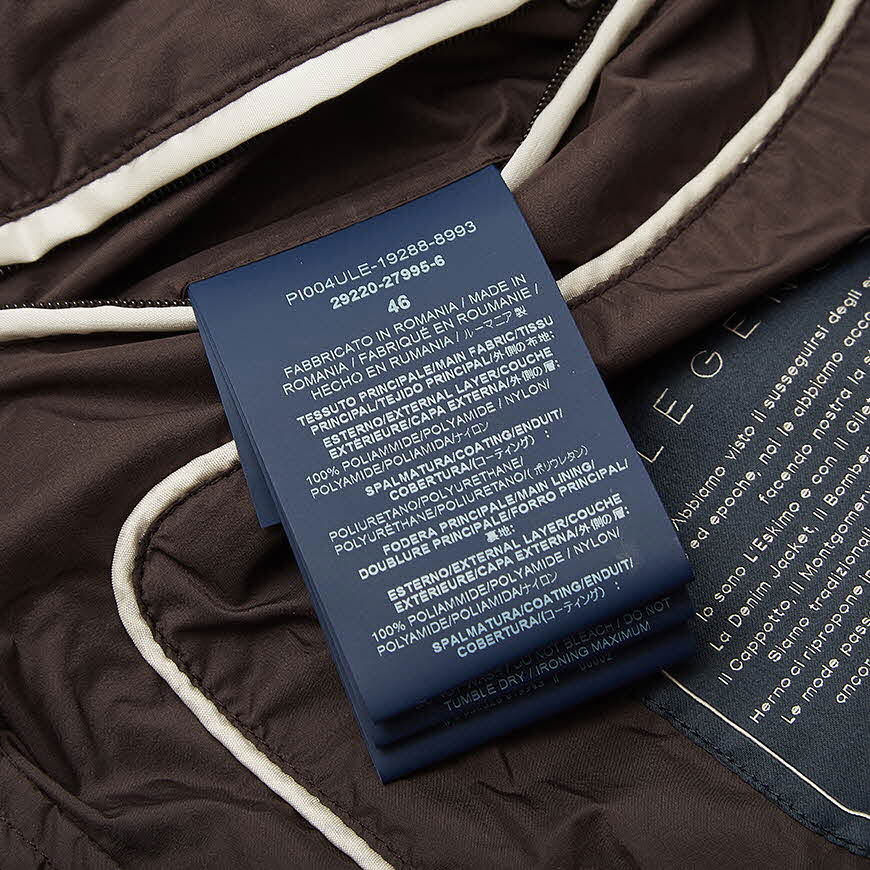 PI004ULE-19288-8993
29220-27995-6
46
FABBRICATO IN ROMANIA / MADE IN
ROMANIA / FABRIQUÉ EN ROUMANIE /
HECHO EN RUMANIA / ルーマニア製
TESSUTO PRINCIPALE/MAIN FABRIC/TISSU
PRINCIPAL/TEJIDO PRINCIPAL/外側の布地:
ESTERNO/EXTERNAL LAYER/COUCHE
EXTÉRIEURE/CAPA EXTERNA/外側の層:
100% POLIAMMIDE/POLYAMIDE / NYLON/
POLYAMIDE/POLIAMIDA/ナイロン
SPALMATURA/COATING/ENDUIT/
COBERTURA/(コーティング):
POLIURETANO/POLYURETHANE/
POLYURÉTHANE/POLIURETANO/(ポリウレタン)
FODERA PRINCIPALE/MAIN LINING/
DOUBLURE PRINCIPALE/FORRO PRINCIPAL/
裏地:
ESTERNO/EXTERNAL LAYER/COUCHE
EXTÉRIEURE/CAPA EXTERNA/外側の層:
100% POLIAMMIDE/POLYAMIDE / NYLON/
POLYAMIDE/POLIAMIDA/ナイロン
SPALMATURA/COATING/ENDUIT/
COBERTURA/(コーティング):
DO NOT BLEACH / DO NOT
TUMBLE DRY / IRONING MAXIMUM
LEGEN
Abbiamo visto il susseguirsi degli
ed epoche, noi le abbiamo
facendo nostra la
Io sono L'Eskimo e con il
La Denim Jacket, Il Bomber
Il Cappotto, Il Montgomery
Siamo tradizional
Herno ci ripropone in
Le mode pass
ancor